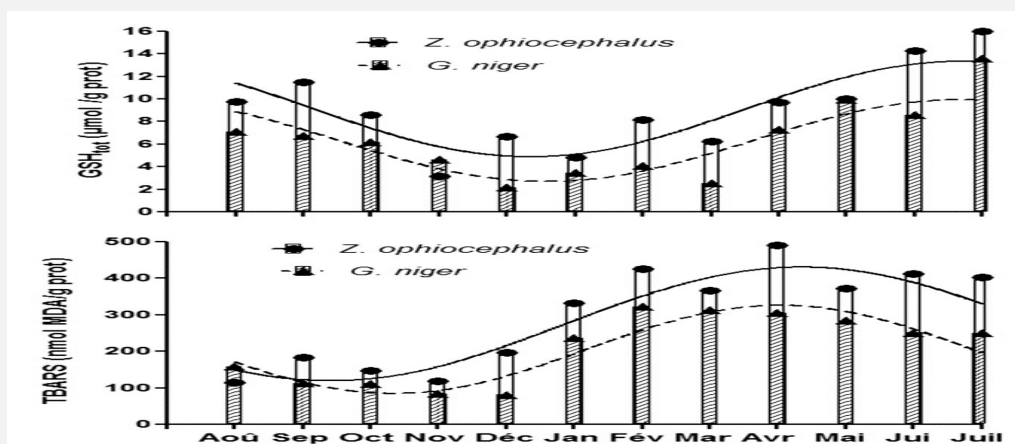 16
14
12
10
8
6
4
2
0
GSHtot (µmol /g prot)
Z. ophiocephalus
G. niger
500
400
300
200
100
0
TBARS (nmol MDA/g prot)
Z. ophiocephalus
G. niger
Aoû Sep Oct Nov Déc Jan Fév Mar Avr Mai Jui Juil